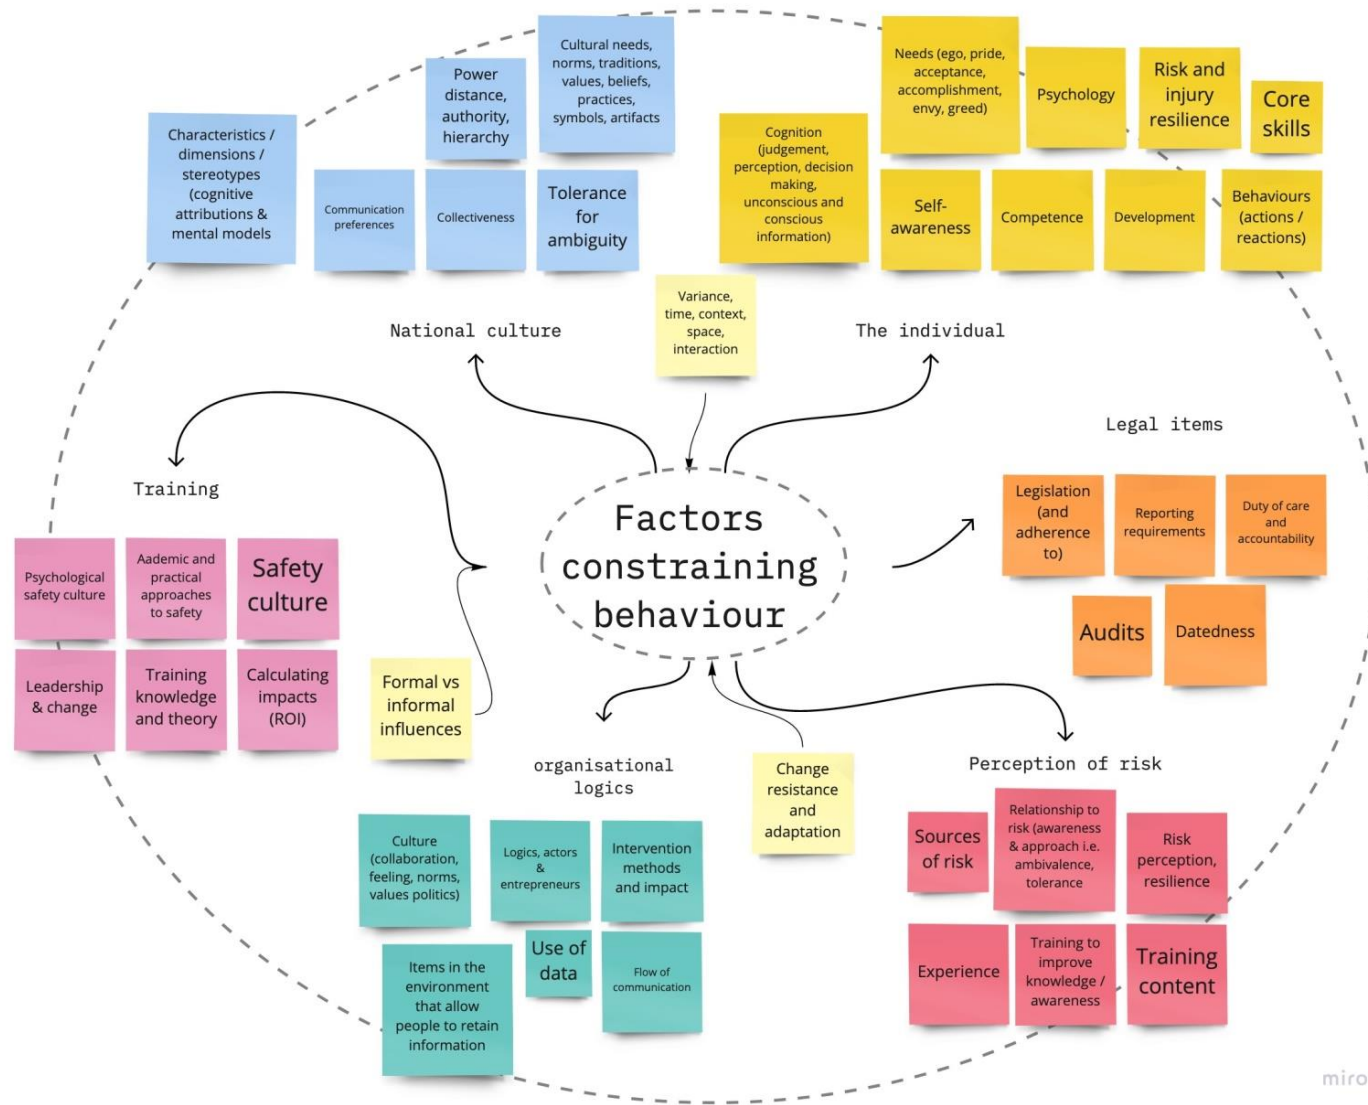 Characteristics /
dimensions /
stereotypes
(cognitive
attributions &
mental models
Power
distance,
authority,
hierarchy
Cultural needs,
norms, traditions,
values, beliefs,
practices,
symbols, artifacts
Communication
preferences
Collectiveness
Tolerance
for
ambiguity
National culture
Cognition
(judgement,
perception, decision
making,
unconscious and
conscious
information)
Needs (ego, pride,
acceptance,
accomplishment,
envy, greed)
Psychology
Risk and
injury
resilience
Core
skills
Self-
awareness
Competence
Development
Behaviours
(actions /
reactions)
The individual
Variance,
time, context,
space,
interaction
Training
Psychological
safety culture
Aademic and
practical
approaches
to safety
Safety
culture
Leadership
& change
Training
knowledge
and theory
Calculating
impacts
(ROI)
Formal vs
informal
influences
Factors
constraining
behaviour
Legal items
Legislation
(and
adherence
to)
Reporting
requirements
Duty of care
and
accountability
Audits
Datedness
organisational
logics
Culture
(collaboration,
feeling, norms,
values politics)
Logics, actors
&
entrepreneurs
Intervention
methods
and impact
Items in the
environment
that allow
people to retain
information
Use of
data
Flow of
communication
Change
resistance
and
adaptation
Perception of risk
Sources
of risk
Relationship to
risk (awareness
& approach i.e.
ambivalence,
tolerance
Risk
perception,
resilience
Experience
Training to
improve
knowledge /
awareness
Training
content
miro